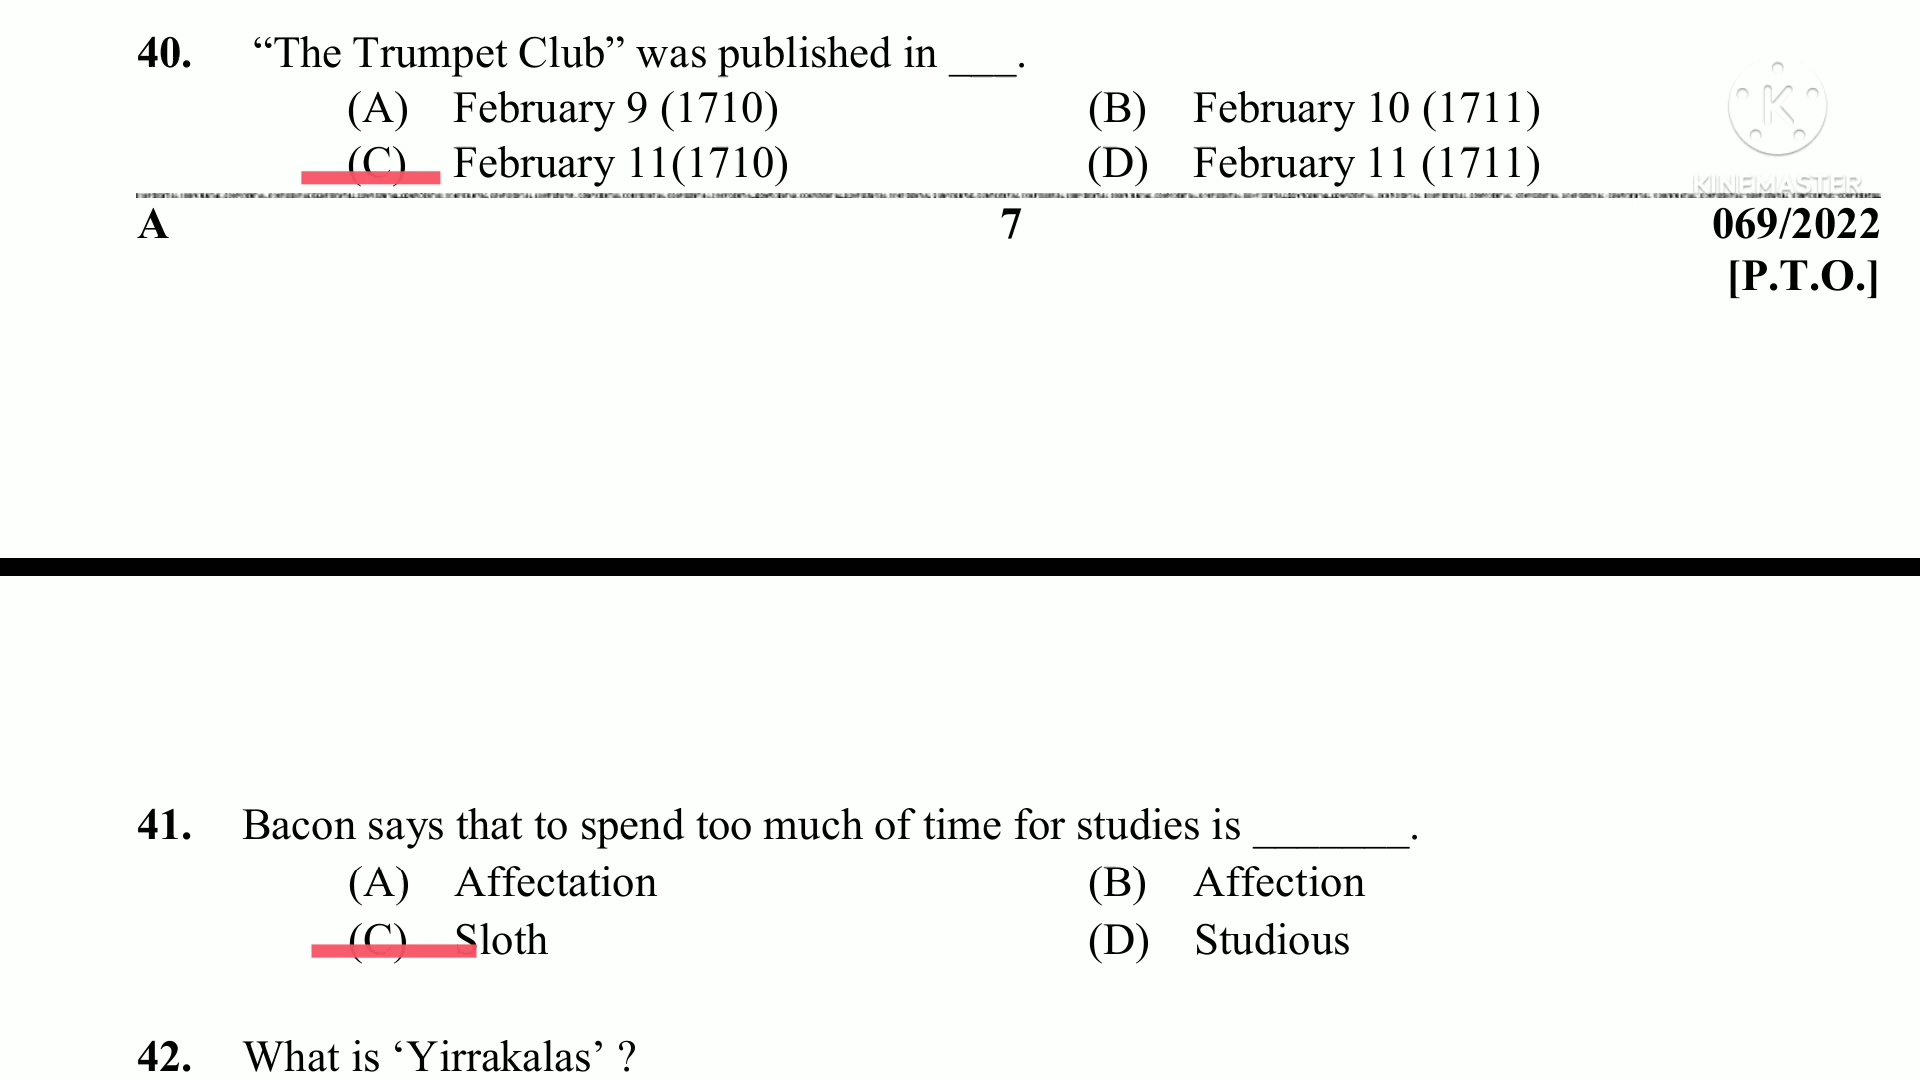 40. “The Trumpet Club” was published in ___.
(A) February 9 (1710) (B) February 10 (1711)
(C) February 11(1710) (D) February 11 (1711)
KINEMASTER
A 7 069/2022
[P.T.O.]
41. Bacon says that to spend too much of time for studies is _______.
(A) Affectation (B) Affection
(C) Sloth (D) Studious
42. What is ‘Yirrakalas’ ?